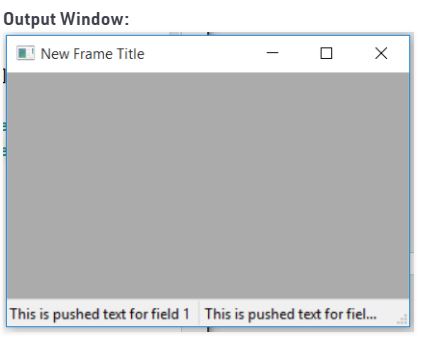 Output Window:
New Frame Title
This is pushed text for field 1 This is pushed text for fiel...